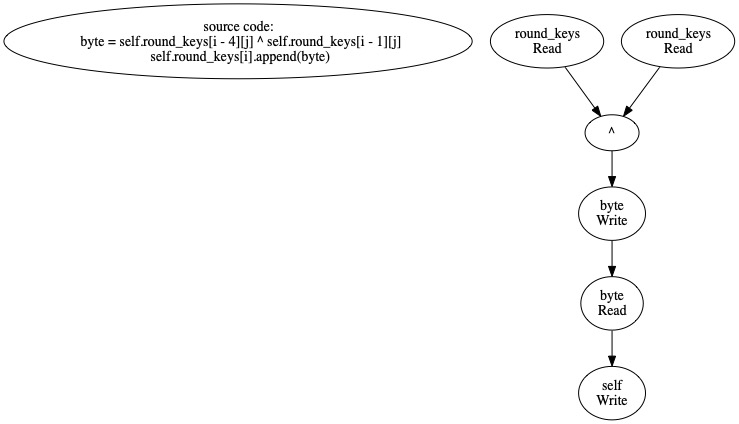 source code:
byte = self.round_keys[i - 4][j] ^ self.round_keys[i - 1][j]
self.round_keys[i].append(byte)
round_keys
Read
round_keys
Read
^
byte
Write
byte
Read
self
Write